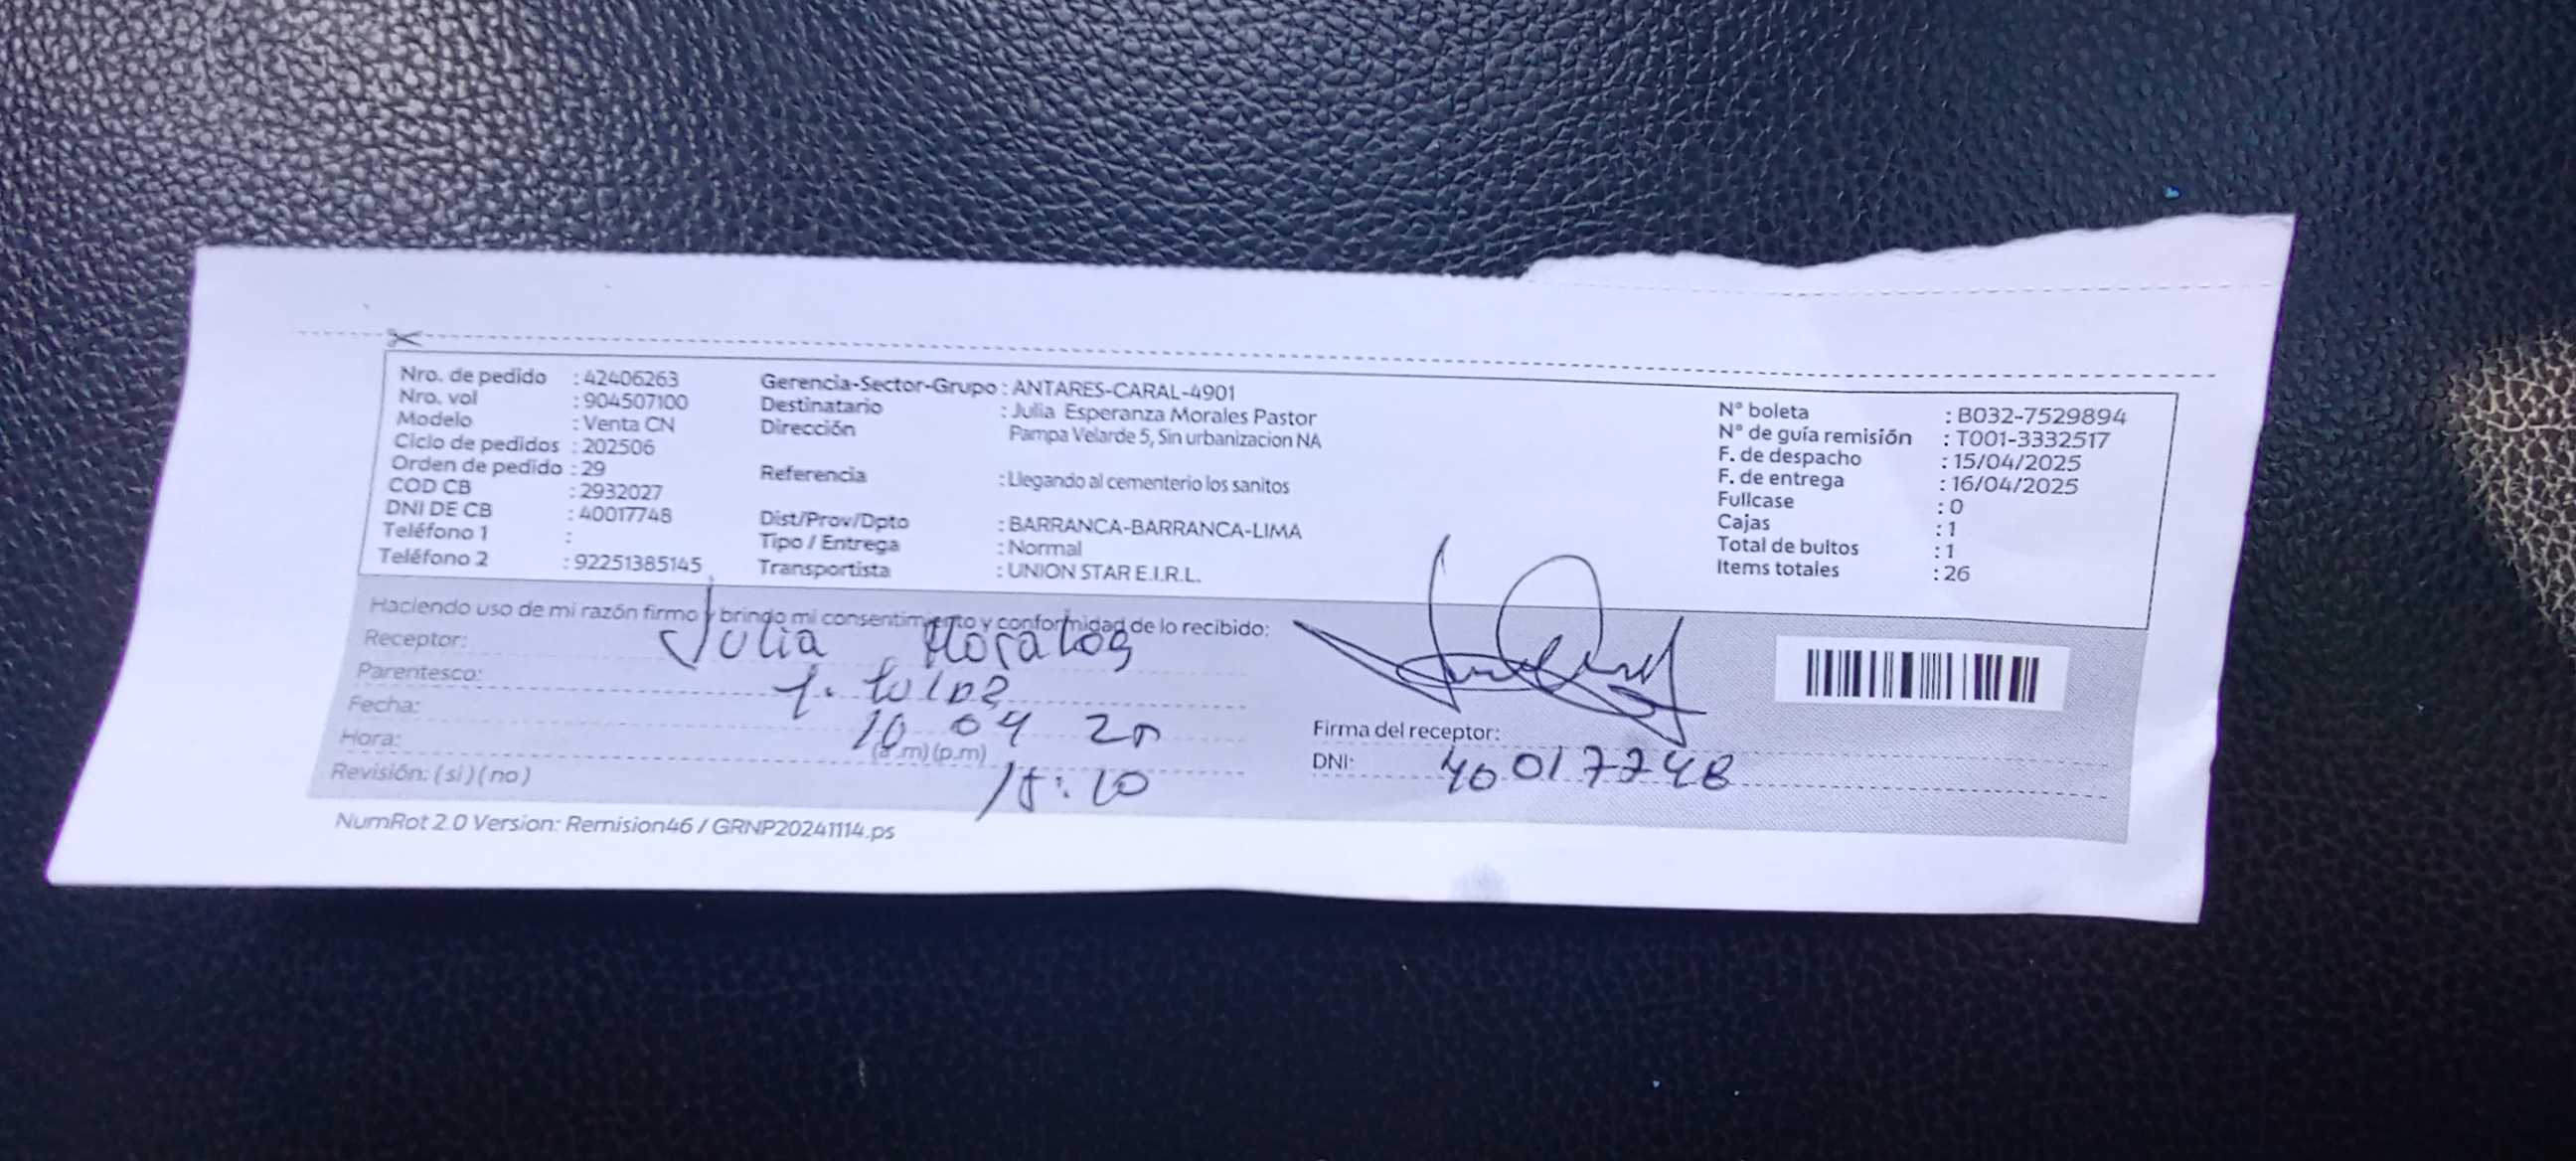 Nro. de pedido : 42406263
Nro. vol : 904507100
Modelo : Venta CN
Ciclo de pedidos : 202506
Orden de pedido : 29
COD CB : 2932027
DNI DE CB : 40017748
Teléfono 1 :
Teléfono 2 : 92251385145
Gerencia-Sector-Grupo : ANTARES-CARAL-4901
Destinatario : Julia Esperanza Morales Pastor
Dirección Pampa Velarde 5, Sin urbanizacion NA
Referencia : Llegando al cementerio los sanitos
Dist/Prov/Dpto : BARRANCA-BARRANCA-LIMA
Tipo / Entrega : Normal
Transportista : UNION STAR E.I.R.L.
N° boleta : B032-7529894
N° de guía remisión : T001-3332517
F. de despacho : 15/04/2025
F. de entrega : 16/04/2025
Fullcase : 0
Cajas : 1
Total de bultos : 1
Items totales : 26
Haciendo uso de mi razón firmo y brindo mi consentimiento y conformidad de lo recibido:
Receptor: Julia Morales
Parentesco:
Fecha: 04
Hora: (a.m) (p.m)
Revisión: (si) (no)
Firma del receptor:
DNI:
NumRot 2.0 Version: Remision46 / GRNP20241114.ps